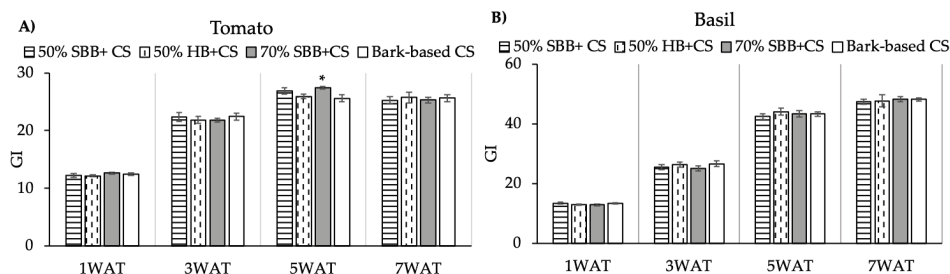 A)
Tomato
50% SBB+ CS 50% HB+CS 70% SBB+CS Bark-based CS
30
20
10
0
GI
*
1WAT 3WAT 5WAT 7WAT
B)
Basil
50% SBB+ CS 50% HB+CS 70% SBB+CS Bark-based CS
60
40
20
0
GI
1WAT 3WAT 5WAT 7WAT